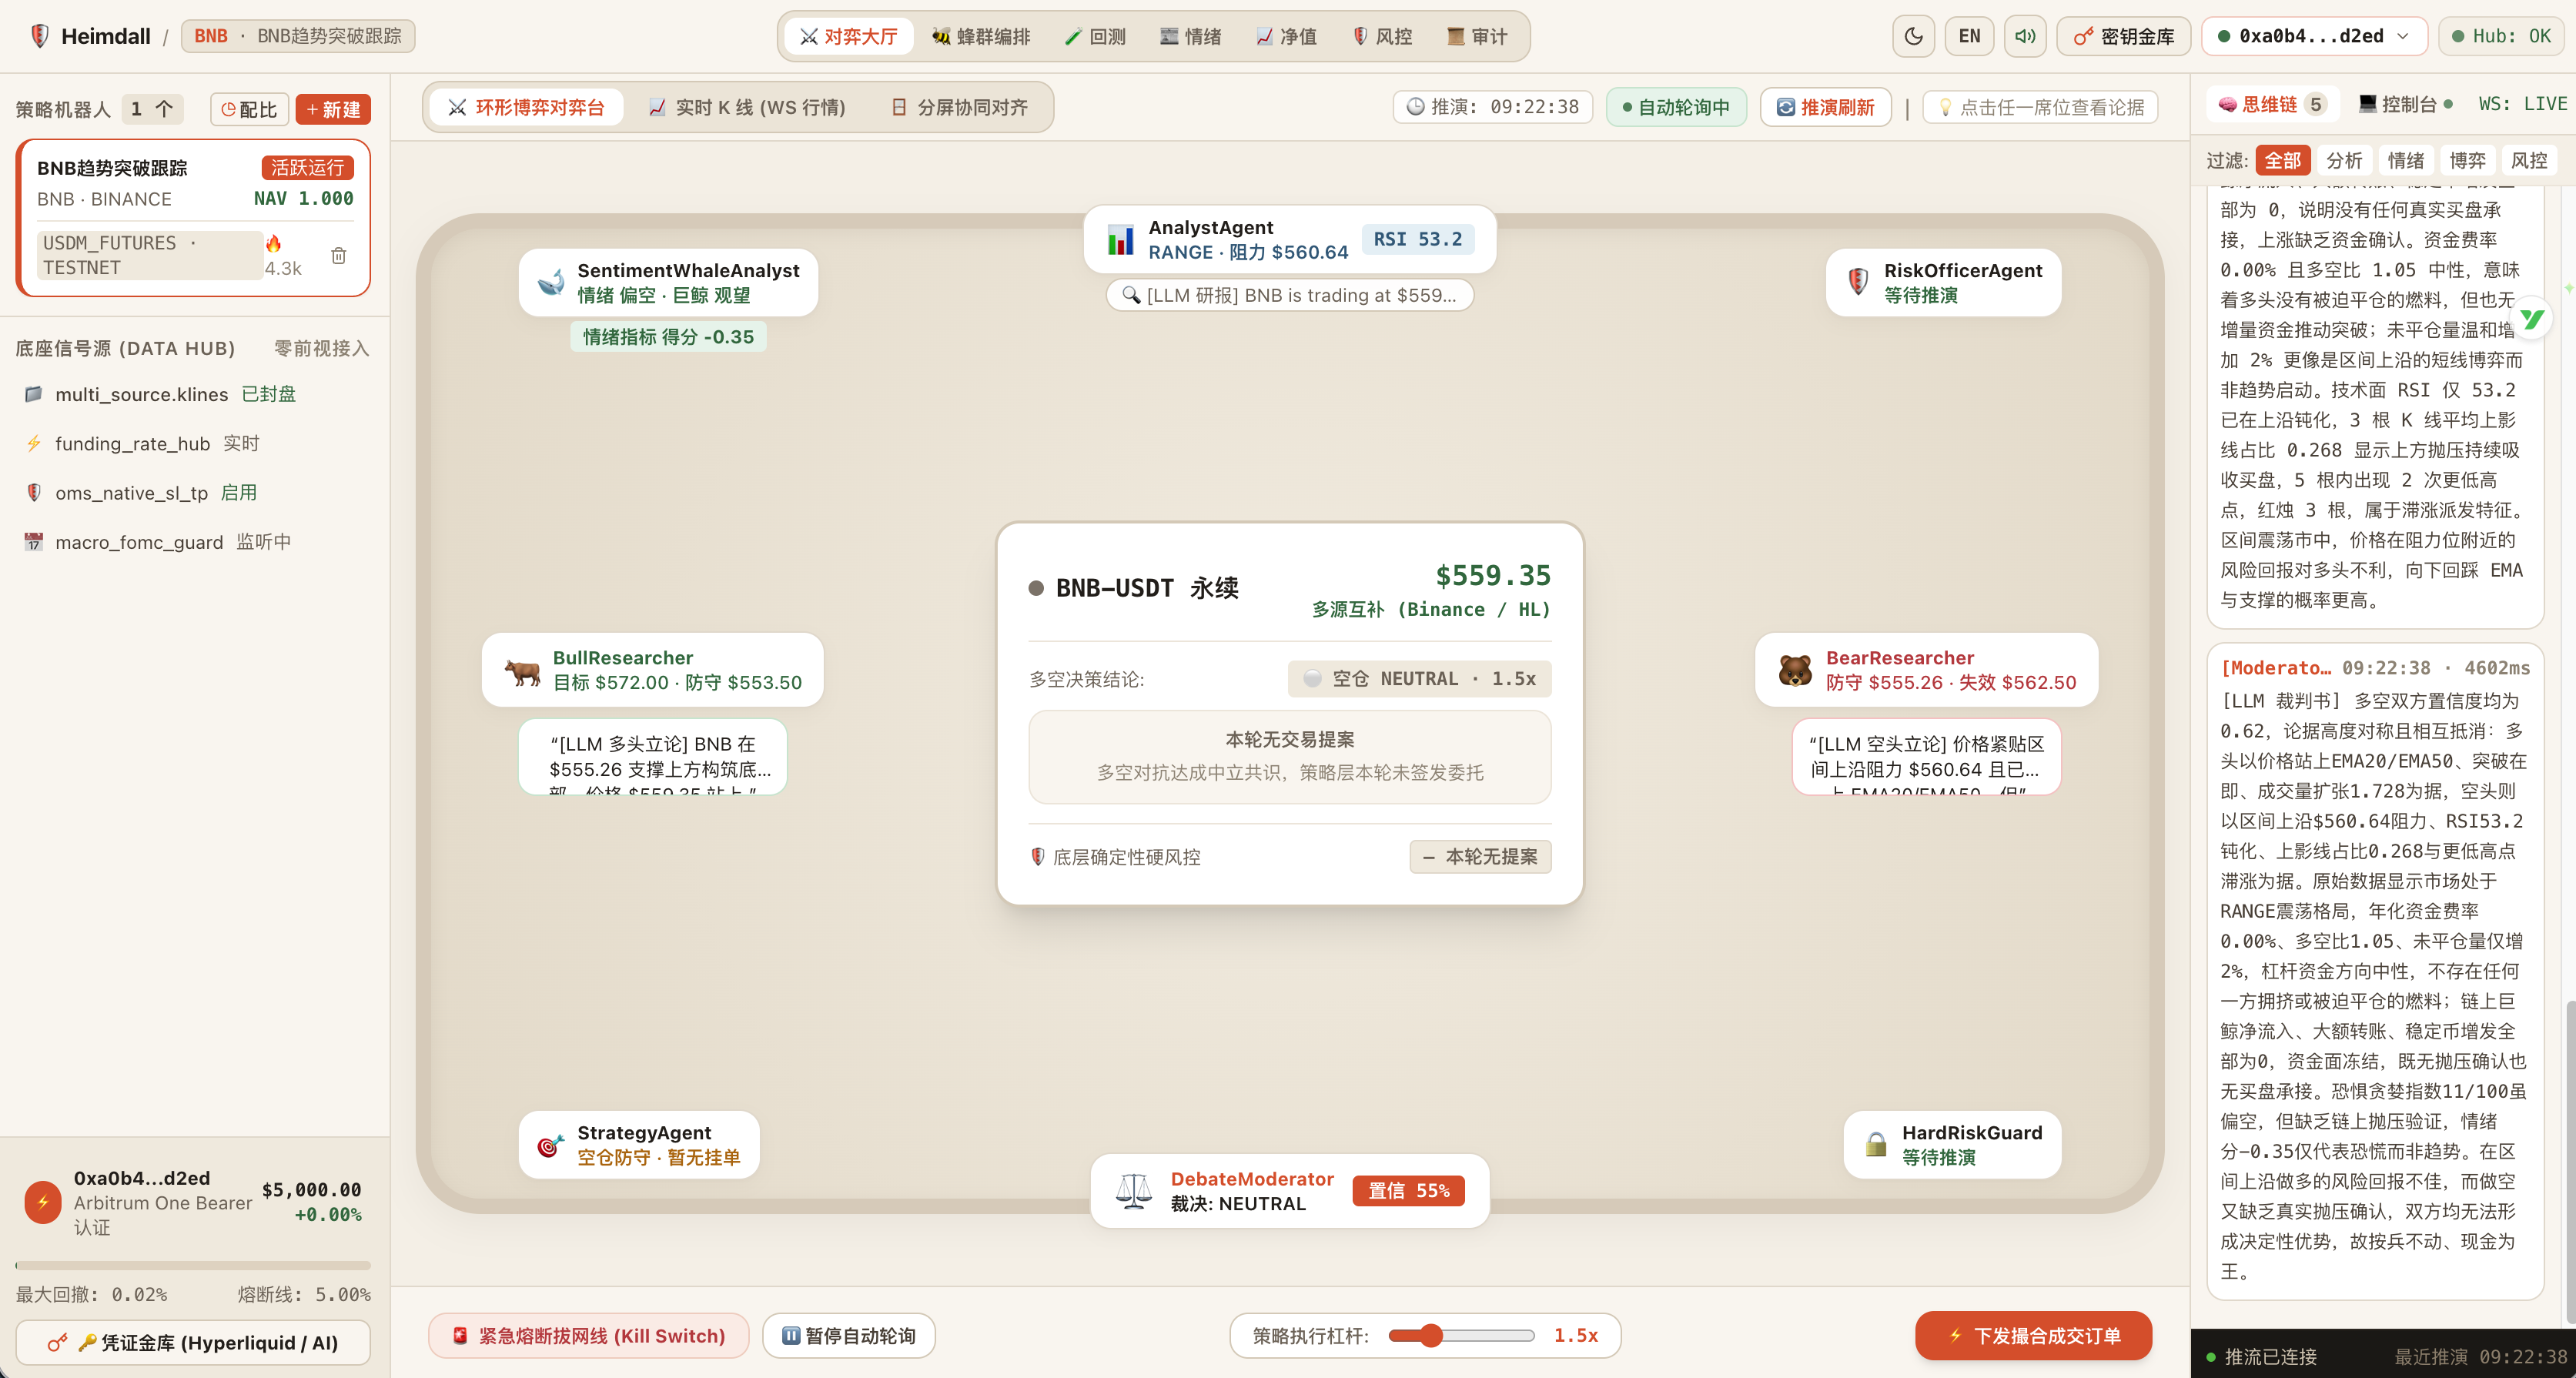 Heimdall / BNB · BNB趋势突破跟踪
对弈大厅 蜂群编排 回测 情绪 净值 风控 审计
EN 密钥金库 0xa0b4...d2ed Hub: OK
策略机器人 1 个 配比 +新建
BNB趋势突破跟踪 活跃运行
BNB · BINANCE NAV 1.000
USDM_FUTURES ·
TESTNET
4.3k
底座信号源 (DATA HUB) 零前视接入
multi_source.klines 已封盘
funding_rate_hub 实时
oms_native_sl_tp 启用
macro_fomc_guard 监听中
0xa0b4...d2ed
Arbitrum One Bearer
认证
$5,000.00
+0.00%
最大回撤: 0.02% 熔断线: 5.00%
凭证金库 (Hyperliquid / AI)
环形博弈对弈台 实时 K 线 (WS 行情) 分屏协同对齐
推演: 09:22:38 自动轮询中 推演刷新 | 点击任一席位查看论据
AnalystAgent
RANGE · 阻力 $560.64
RSI 53.2
[LLM 研报] BNB is trading at $559...
SentimentWhaleAnalyst
情绪 偏空 · 巨鲸 观望
情绪指标 得分 -0.35
RiskOfficerAgent
等待推演
BNB-USDT 永续
$559.35
多源互补 (Binance / HL)
多空决策结论: 空仓 NEUTRAL · 1.5x
本轮无交易提案
多空对抗达成中立共识，策略层本轮未签发委托
底层确定性硬风控 — 本轮无提案
BullResearcher
目标 $572.00 · 防守 $553.50
“[LLM 多头立论] BNB 在
$555.26 支撑上方构筑底...
部，价格 $559.35 站上 ”
BearResearcher
防守 $555.26 · 失效 $562.50
“[LLM 空头立论] 价格紧贴区
间上沿阻力 $560.64 且已...
上 EMA20/EMA50，但”
StrategyAgent
空仓防守 · 暂无挂单
DebateModerator
裁决: NEUTRAL
置信 55%
HardRiskGuard
等待推演
紧急熔断拔网线 (Kill Switch) 暂停自动轮询
策略执行杠杆: 1.5x
下发撮合成交订单
思维链 5 控制台 WS: LIVE
过滤: 全部 分析 情绪 博弈 风控
部为 0，说明没有任何真实买盘承
接，上涨缺乏资金确认。资金费率
0.00% 且多空比 1.05 中性，意味
着多头没有被迫平仓的燃料，但也无
增量资金推动突破；未平仓量温和增
加 2% 更像是区间上沿的短线博弈而
非趋势启动。技术面 RSI 仅 53.2
已在上沿钝化，3 根 K 线平均上影
线占比 0.268 显示上方抛压持续吸
收买盘，5 根内出现 2 次更低高
点，红烛 3 根，属于滞涨派发特征。
区间震荡市中，价格在阻力位附近的
风险回报对多头不利，向下回踩 EMA
与支撑的概率更高。
[Moderato... 09:22:38 · 4602ms
[LLM 裁判书] 多空双方置信度均为
0.62，论据高度对称且相互抵消：多
头以价格站上EMA20/EMA50、突破在
即、成交量扩张1.728为据，空头则
以区间上沿$560.64阻力、RSI53.2
钝化、上影线占比0.268与更低高点
滞涨为据。原始数据显示市场处于
RANGE震荡格局，年化资金费率
0.00%、多空比1.05、未平仓量仅增
2%，杠杆资金方向中性，不存在任何
一方拥挤或被迫平仓的燃料；链上巨
鲸净流入、大额转账、稳定币增发全
部为0，资金面冻结，既无抛压确认也
无买盘承接。恐惧贪婪指数11/100虽
偏空，但缺乏链上抛压验证，情绪
分-0.35仅代表恐慌而非趋势。在区
间上沿做多的风险回报不佳，而做空
又缺乏真实抛压确认，双方均无法形
成决定性优势，故按兵不动、现金为
王。
推流已连接 最近推演 09:22:38